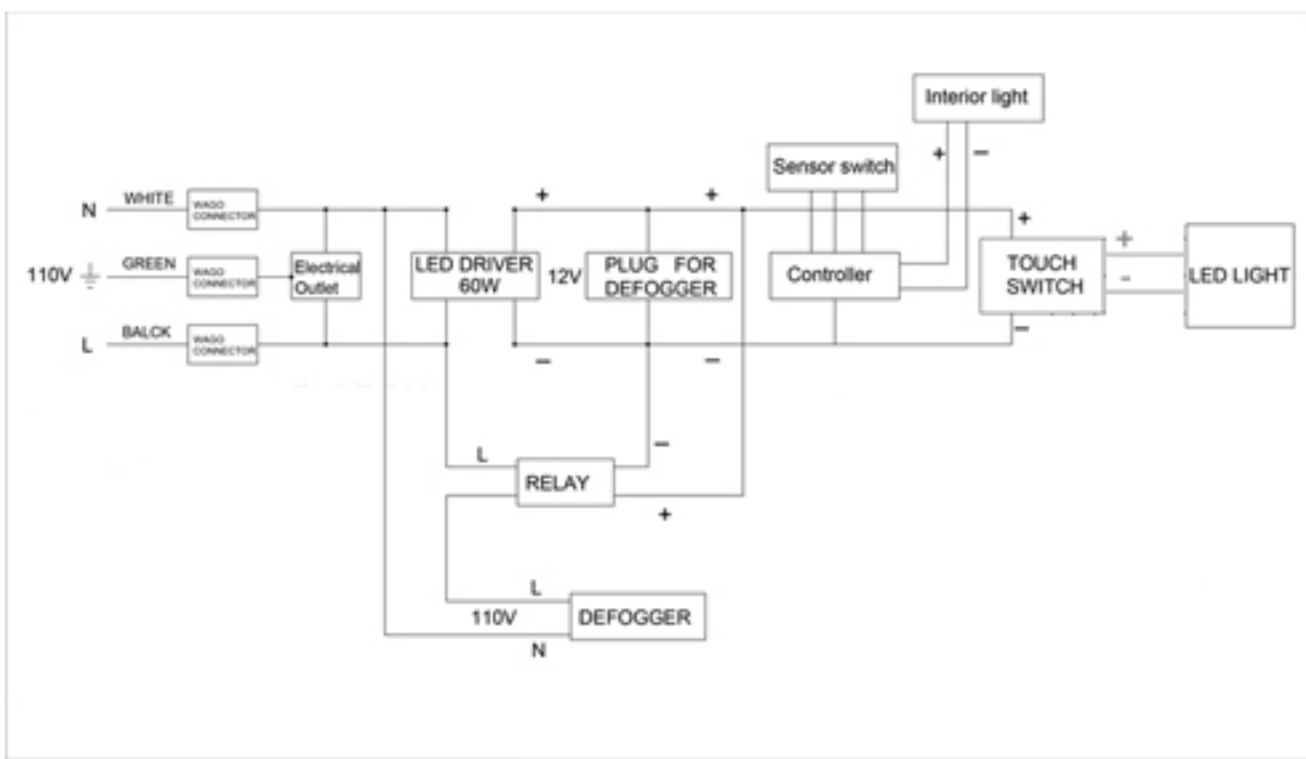 Interior light
+ −
Sensor switch
N WHITE WAGO
CONNECTOR
+ + +
110V GREEN WAGO
CONNECTOR
Electrical
Outlet
LED DRIVER
60W
12V
PLUG FOR
DEFOGGER
Controller
TOUCH
SWITCH
+
-
LED LIGHT
L BALCK WAGO
CONNECTOR
− − −
L −
RELAY
+
L
110V DEFOGGER
N